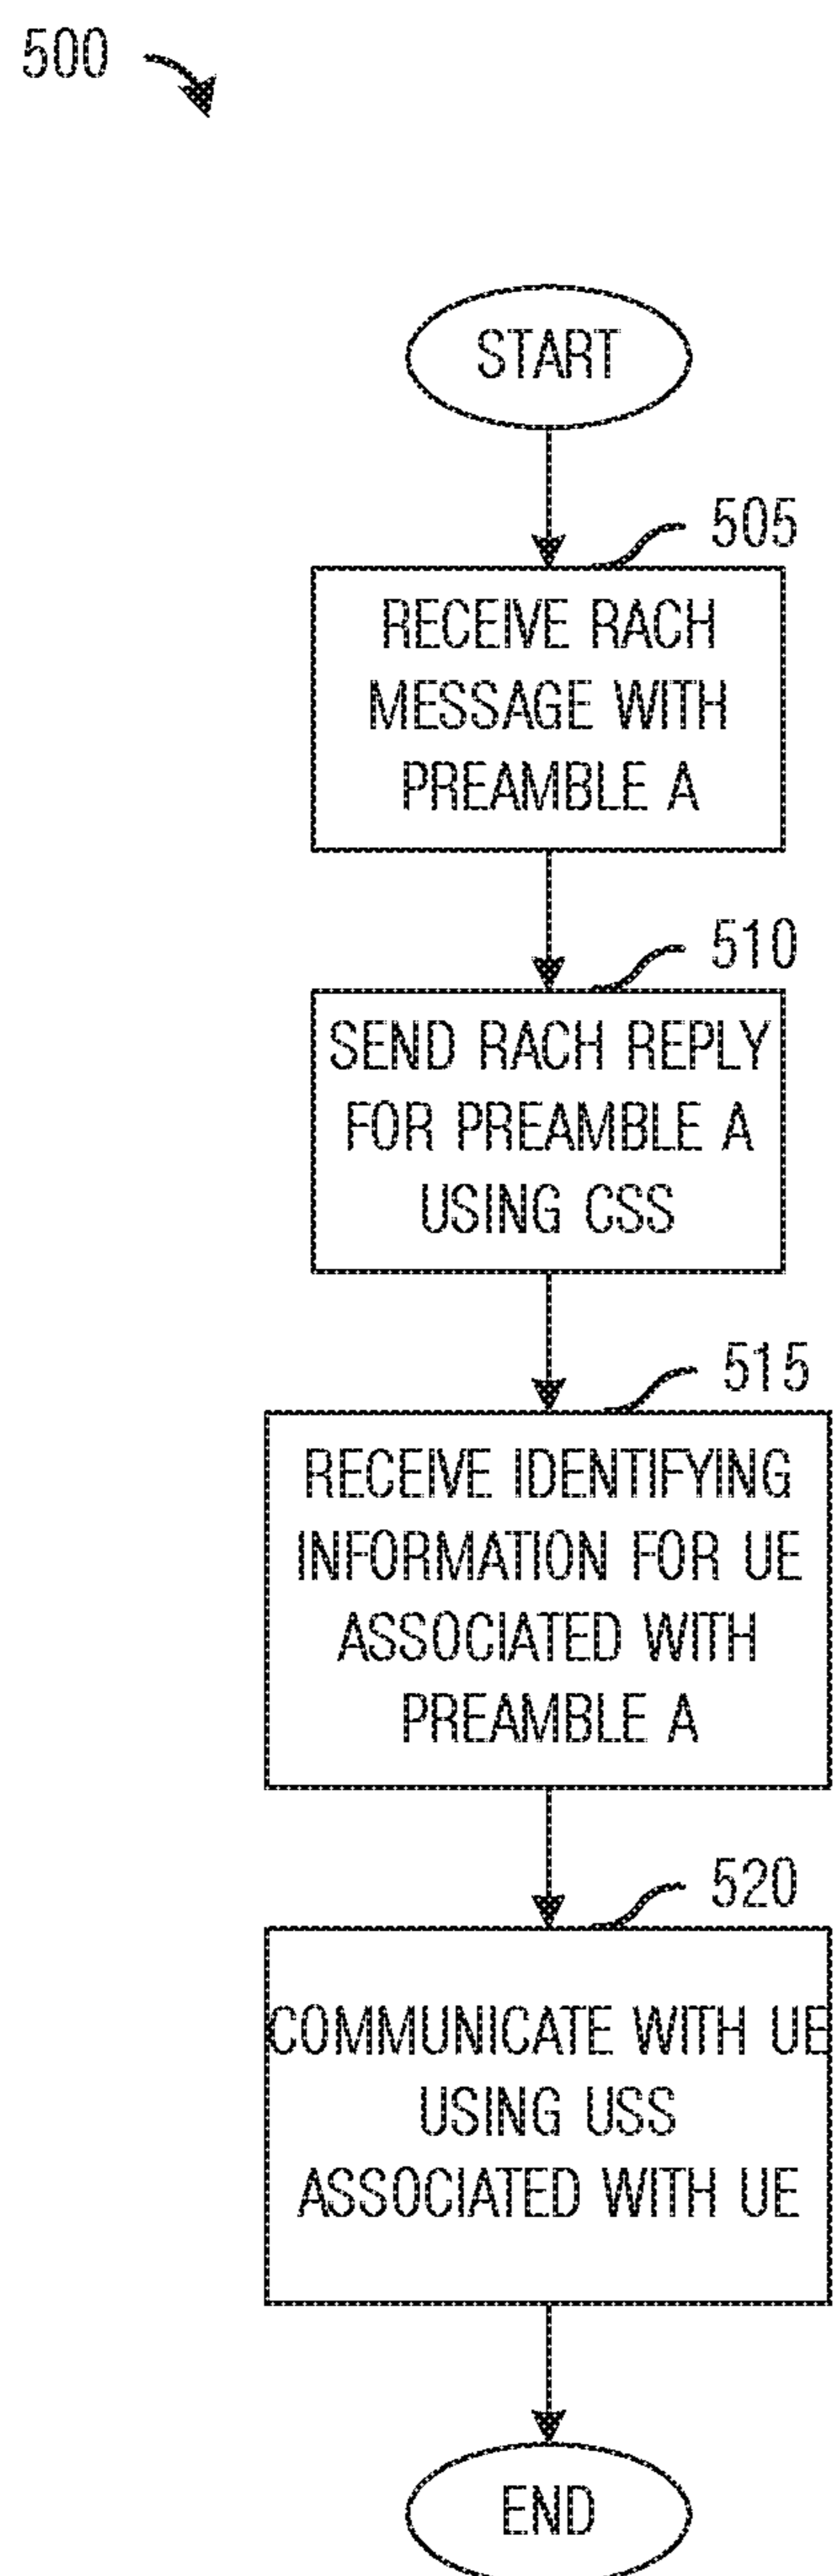 500
START
505
RECEIVE RACH
MESSAGE WITH
PREAMBLE A
510
SEND RACH REPLY
FOR PREAMBLE A
USING CSS
515
RECEIVE IDENTIFYING
INFORMATION FOR UE
ASSOCIATED WITH
PREAMBLE A
520
COMMUNICATE WITH UE
USING USS
ASSOCIATED WITH UE
END